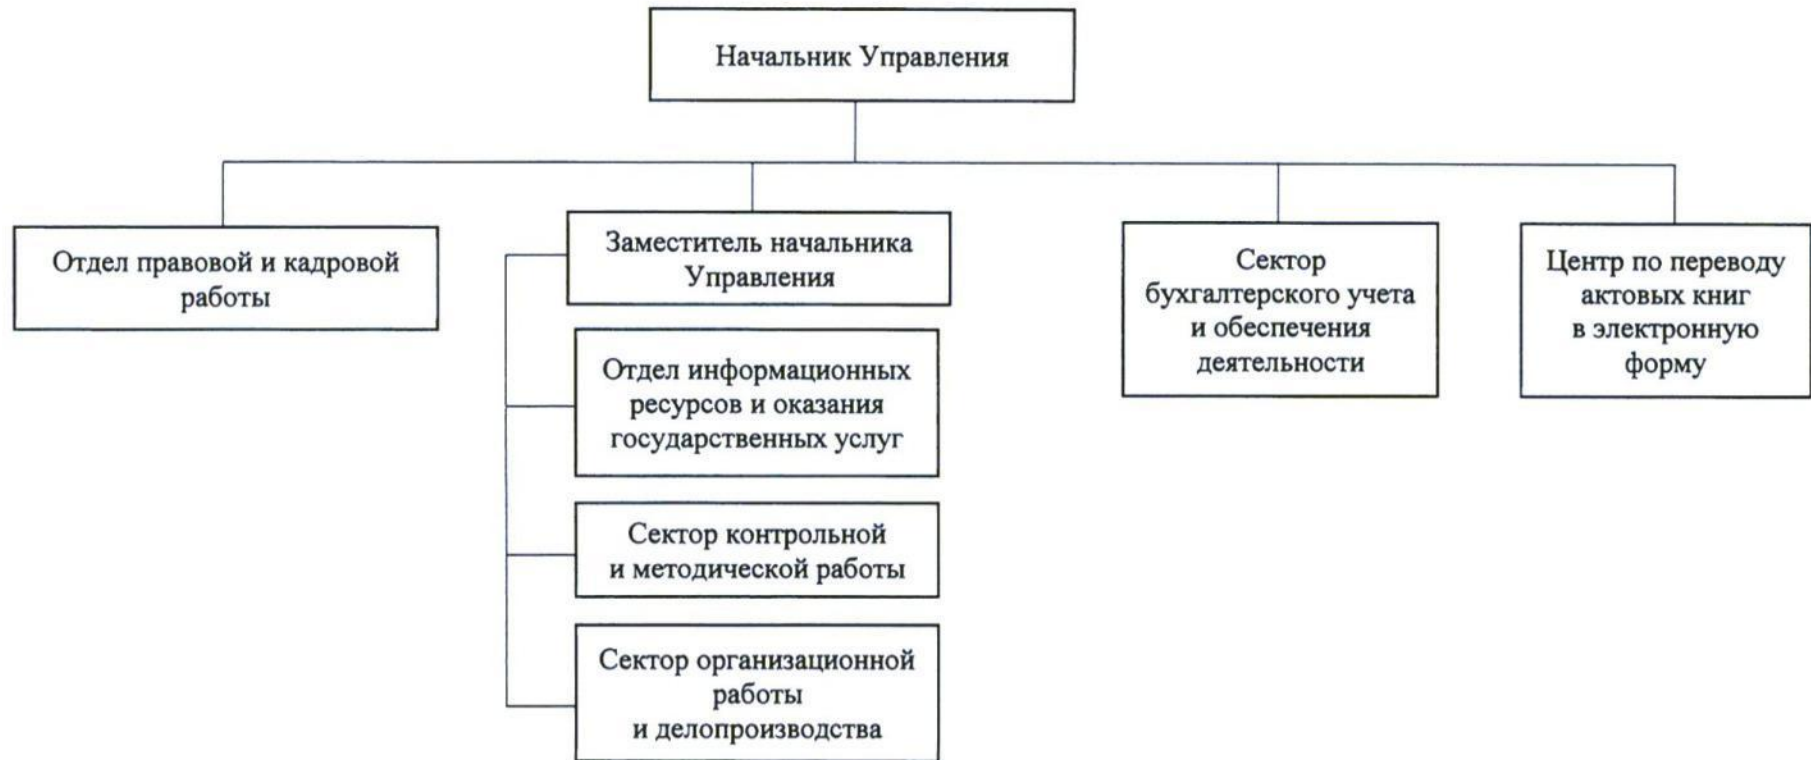 Начальник Управления
Отдел правовой и кадровой
работы
Заместитель начальника
Управления
Отдел информационных
ресурсов и оказания
государственных услуг
Сектор контрольной
и методической работы
Сектор организационной
работы
и делопроизводства
Сектор
бухгалтерского учета
и обеспечения
деятельности
Центр по переводу
актовых книг
в электронную
форму